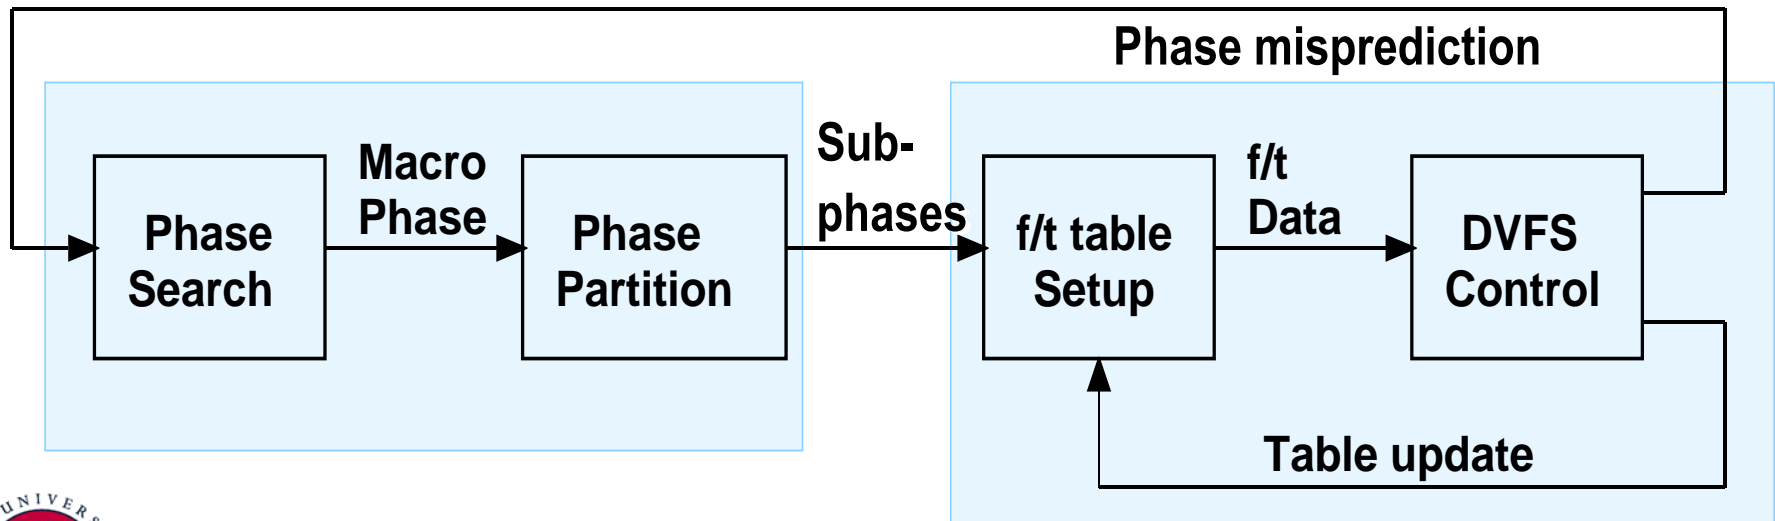 Phase misprediction
Sub-
phases
Macro
Phase
f/t
Data
Phase
Search
Phase
Partition
f/t table
Setup
DVFS
Control
Table update